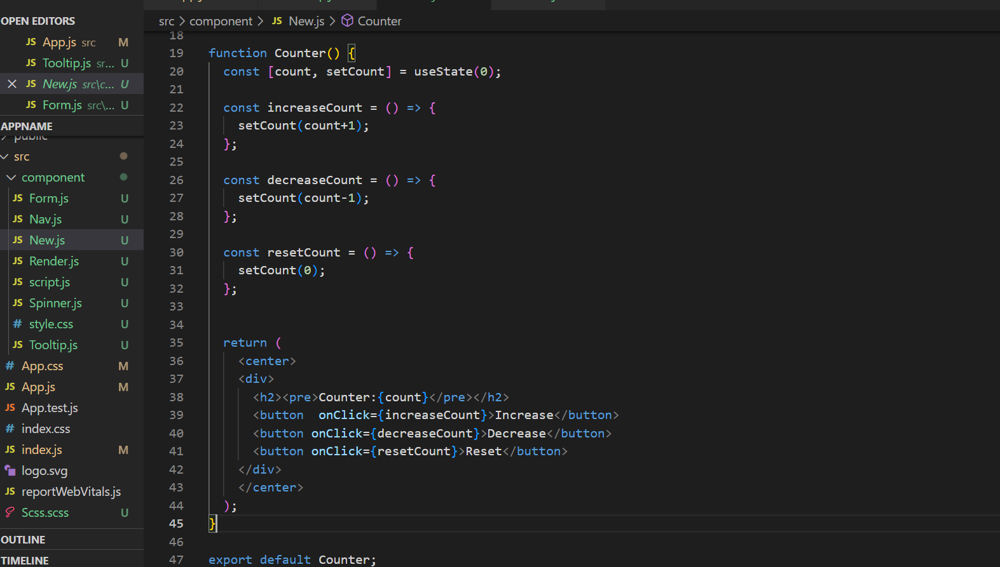 OPEN EDITORS
JS App.js src M
JS Tooltip.js sr... U
JS New.js src\c... U
JS Form.js src\... U
APPNAME
public
src
component
JS Form.js U
JS Nav.js U
JS New.js U
JS Render.js U
JS script.js U
JS Spinner.js U
# style.css U
JS Tooltip.js U
# App.css M
JS App.js M
JS App.test.js
# index.css
JS index.js M
logo.svg
JS reportWebVitals.js
Scss.scss U
OUTLINE
TIMELINE
src > component > JS New.js > Counter
18
19 function Counter() {
20   const [count, setCount] = useState(0);
21
22   const increaseCount = () => {
23     setCount(count+1);
24   };
25
26   const decreaseCount = () => {
27     setCount(count-1);
28   };
29
30   const resetCount = () => {
31     setCount(0);
32   };
33
34
35   return (
36     <center>
37     <div>
38       <h2><pre>Counter:{count}</pre></h2>
39       <button  onClick={increaseCount}>Increase</button>
40       <button onClick={decreaseCount}>Decrease</button>
41       <button onClick={resetCount}>Reset</button>
42     </div>
43     </center>
44   );
45 }
46
47 export default Counter;